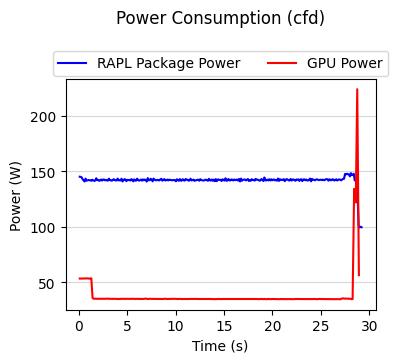 Power Consumption (cfd)
RAPL Package Power GPU Power
200
150
100
50
Power (W)
0 5 10 15 20 25 30
Time (s)